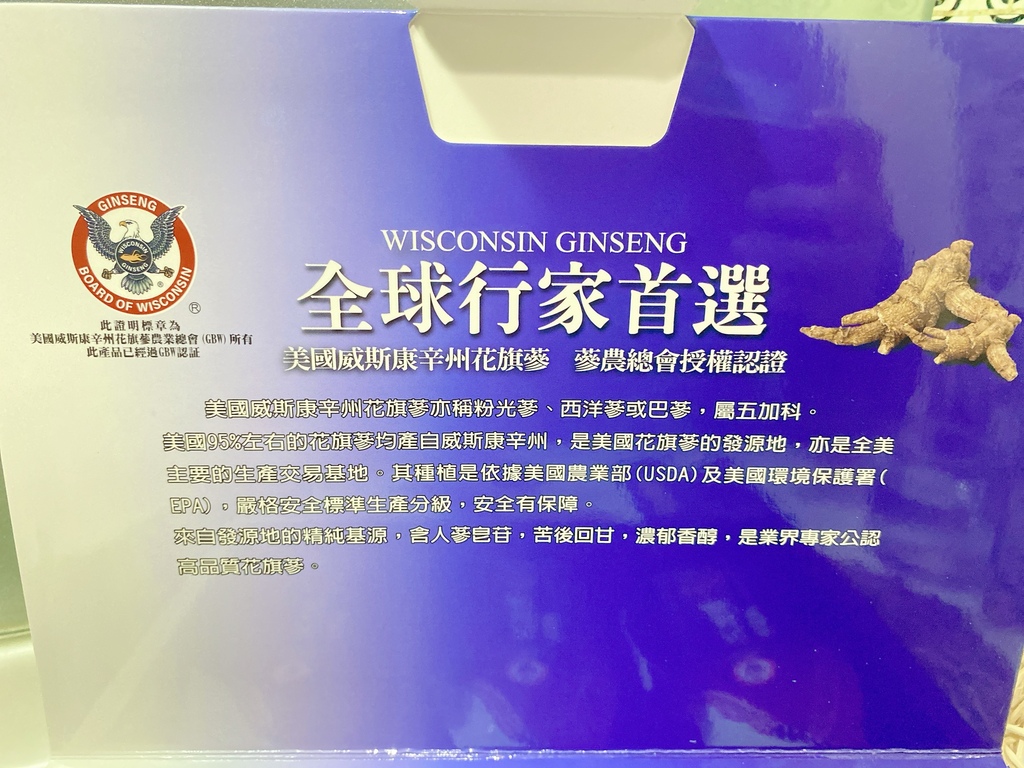 GINSENG
WISCONSIN
GINSENG
BOARD OF WISCONSIN
®
®
此證明標章為
美國威斯康辛州花旗蔘農業總會(GBW)所有
此產品已經過GBW認証
WISCONSIN GINSENG
全球行家首選
美國威斯康辛州花旗蔘 蔘農總會授權認證
美國威斯康辛州花旗蔘亦稱粉光蔘、西洋蔘或巴蔘，屬五加科。
美國95%左右的花旗蔘均產自威斯康辛州，是美國花旗蔘的發源地，亦是全美
主要的生產交易基地。其種植是依據美國農業部(USDA)及美國環境保護署(
EPA)，嚴格安全標準生產分級，安全有保障。
來自發源地的精純基源，含人蔘皂苷，苦後回甘，濃郁香醇，是業界專家公認
高品質花旗蔘。